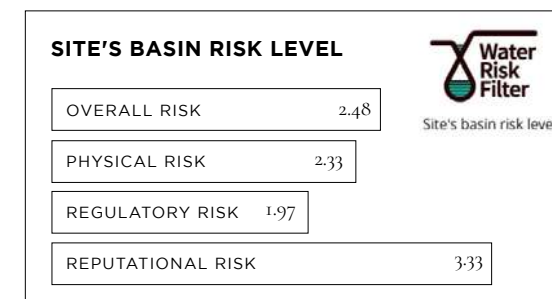 SITE'S BASIN RISK LEVEL
Water
Risk
Filter
Site's basin risk leve
OVERALL RISK 2.48
PHYSICAL RISK 2.33
REGULATORY RISK 1.97
REPUTATIONAL RISK 3.33